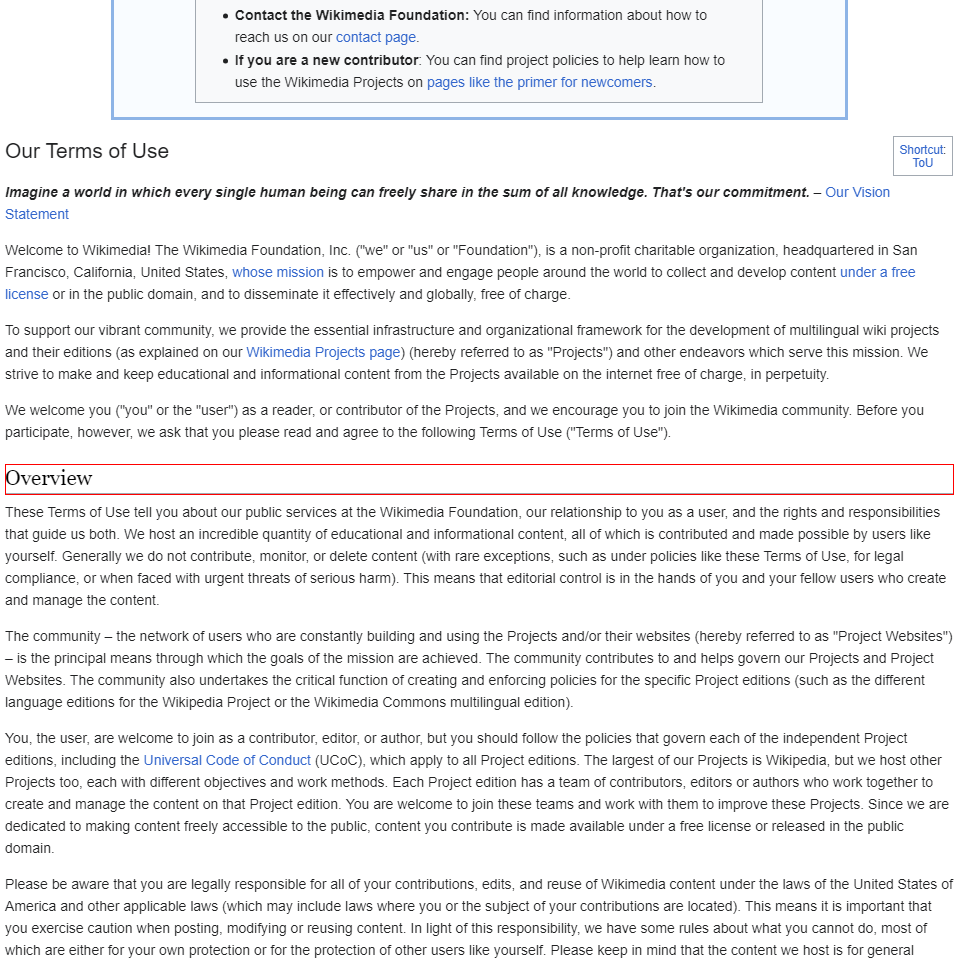 • Contact the Wikimedia Foundation: You can find information about how to
reach us on our contact page.
• If you are a new contributor: You can find project policies to help learn how to
use the Wikimedia Projects on pages like the primer for newcomers.
Our Terms of Use
Shortcut:
ToU
Imagine a world in which every single human being can freely share in the sum of all knowledge. That's our commitment. – Our Vision
Statement
Welcome to Wikimedia! The Wikimedia Foundation, Inc. ("we" or "us" or "Foundation"), is a non-profit charitable organization, headquartered in San
Francisco, California, United States, whose mission is to empower and engage people around the world to collect and develop content under a free
license or in the public domain, and to disseminate it effectively and globally, free of charge.
To support our vibrant community, we provide the essential infrastructure and organizational framework for the development of multilingual wiki projects
and their editions (as explained on our Wikimedia Projects page) (hereby referred to as "Projects") and other endeavors which serve this mission. We
strive to make and keep educational and informational content from the Projects available on the internet free of charge, in perpetuity.
We welcome you ("you" or the "user") as a reader, or contributor of the Projects, and we encourage you to join the Wikimedia community. Before you
participate, however, we ask that you please read and agree to the following Terms of Use ("Terms of Use").
Overview
These Terms of Use tell you about our public services at the Wikimedia Foundation, our relationship to you as a user, and the rights and responsibilities
that guide us both. We host an incredible quantity of educational and informational content, all of which is contributed and made possible by users like
yourself. Generally we do not contribute, monitor, or delete content (with rare exceptions, such as under policies like these Terms of Use, for legal
compliance, or when faced with urgent threats of serious harm). This means that editorial control is in the hands of you and your fellow users who create
and manage the content.
The community – the network of users who are constantly building and using the Projects and/or their websites (hereby referred to as "Project Websites")
– is the principal means through which the goals of the mission are achieved. The community contributes to and helps govern our Projects and Project
Websites. The community also undertakes the critical function of creating and enforcing policies for the specific Project editions (such as the different
language editions for the Wikipedia Project or the Wikimedia Commons multilingual edition).
You, the user, are welcome to join as a contributor, editor, or author, but you should follow the policies that govern each of the independent Project
editions, including the Universal Code of Conduct (UCoC), which apply to all Project editions. The largest of our Projects is Wikipedia, but we host other
Projects too, each with different objectives and work methods. Each Project edition has a team of contributors, editors or authors who work together to
create and manage the content on that Project edition. You are welcome to join these teams and work with them to improve these Projects. Since we are
dedicated to making content freely accessible to the public, content you contribute is made available under a free license or released in the public
domain.
Please be aware that you are legally responsible for all of your contributions, edits, and reuse of Wikimedia content under the laws of the United States of
America and other applicable laws (which may include laws where you or the subject of your contributions are located). This means it is important that
you exercise caution when posting, modifying or reusing content. In light of this responsibility, we have some rules about what you cannot do, most of
which are either for your own protection or for the protection of other users like yourself. Please keep in mind that the content we host is for general